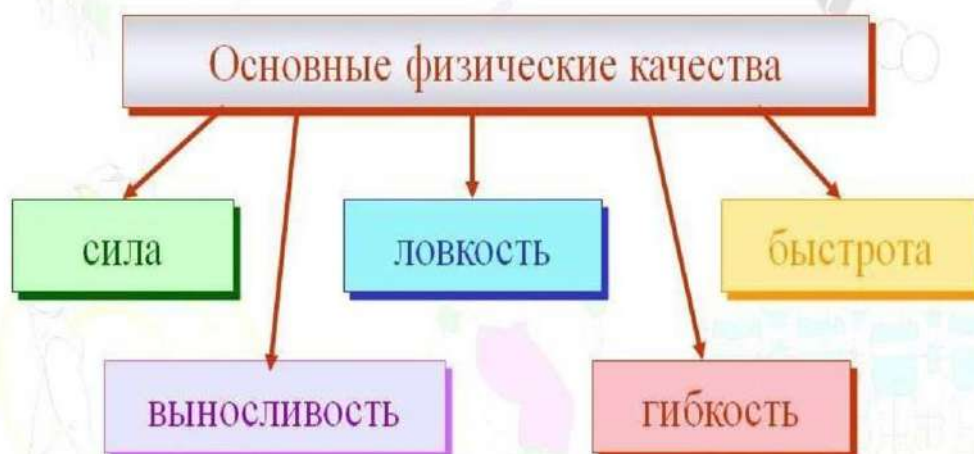 Основные физические качества
сила
ловкость
быстрота
выносливость
гибкость